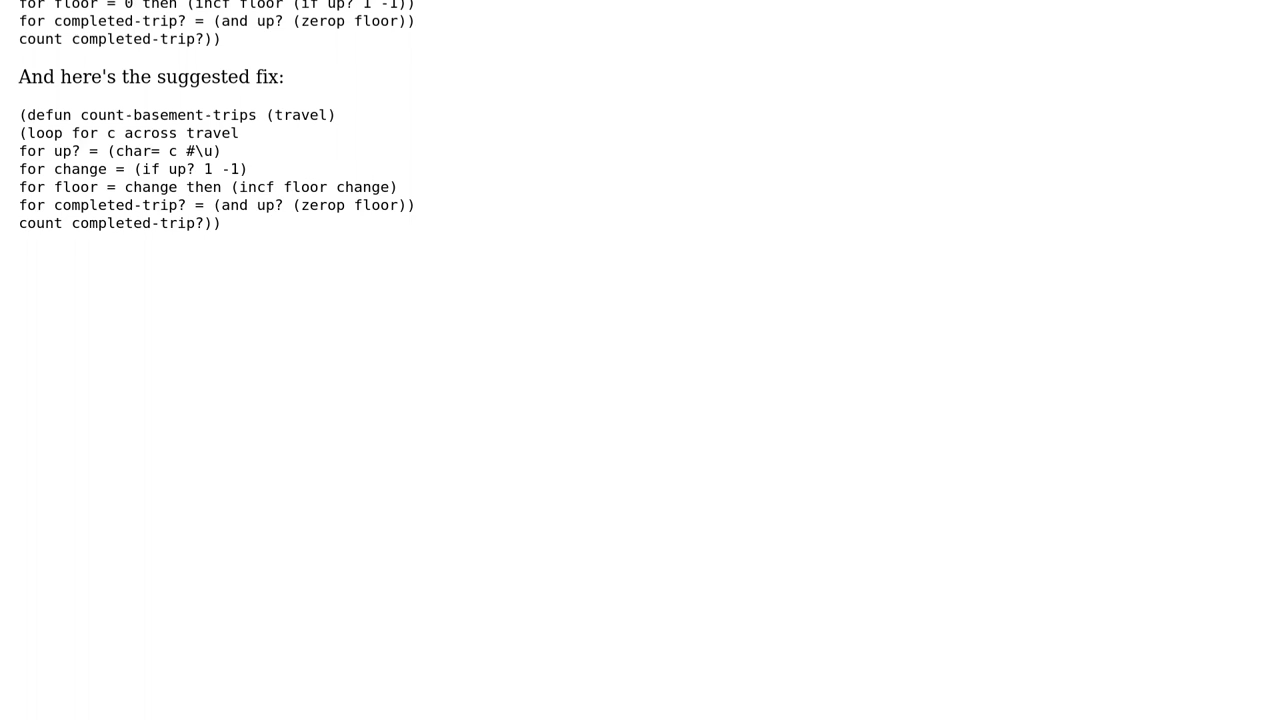 for floor = 0 then (incf floor (if up? 1 -1))
for completed-trip? = (and up? (zerop floor))
count completed-trip?))
And here's the suggested fix:
(defun count-basement-trips (travel)
(loop for c across travel
for up? = (char= c #\u)
for change = (if up? 1 -1)
for floor = change then (incf floor change)
for completed-trip? = (and up? (zerop floor))
count completed-trip?))